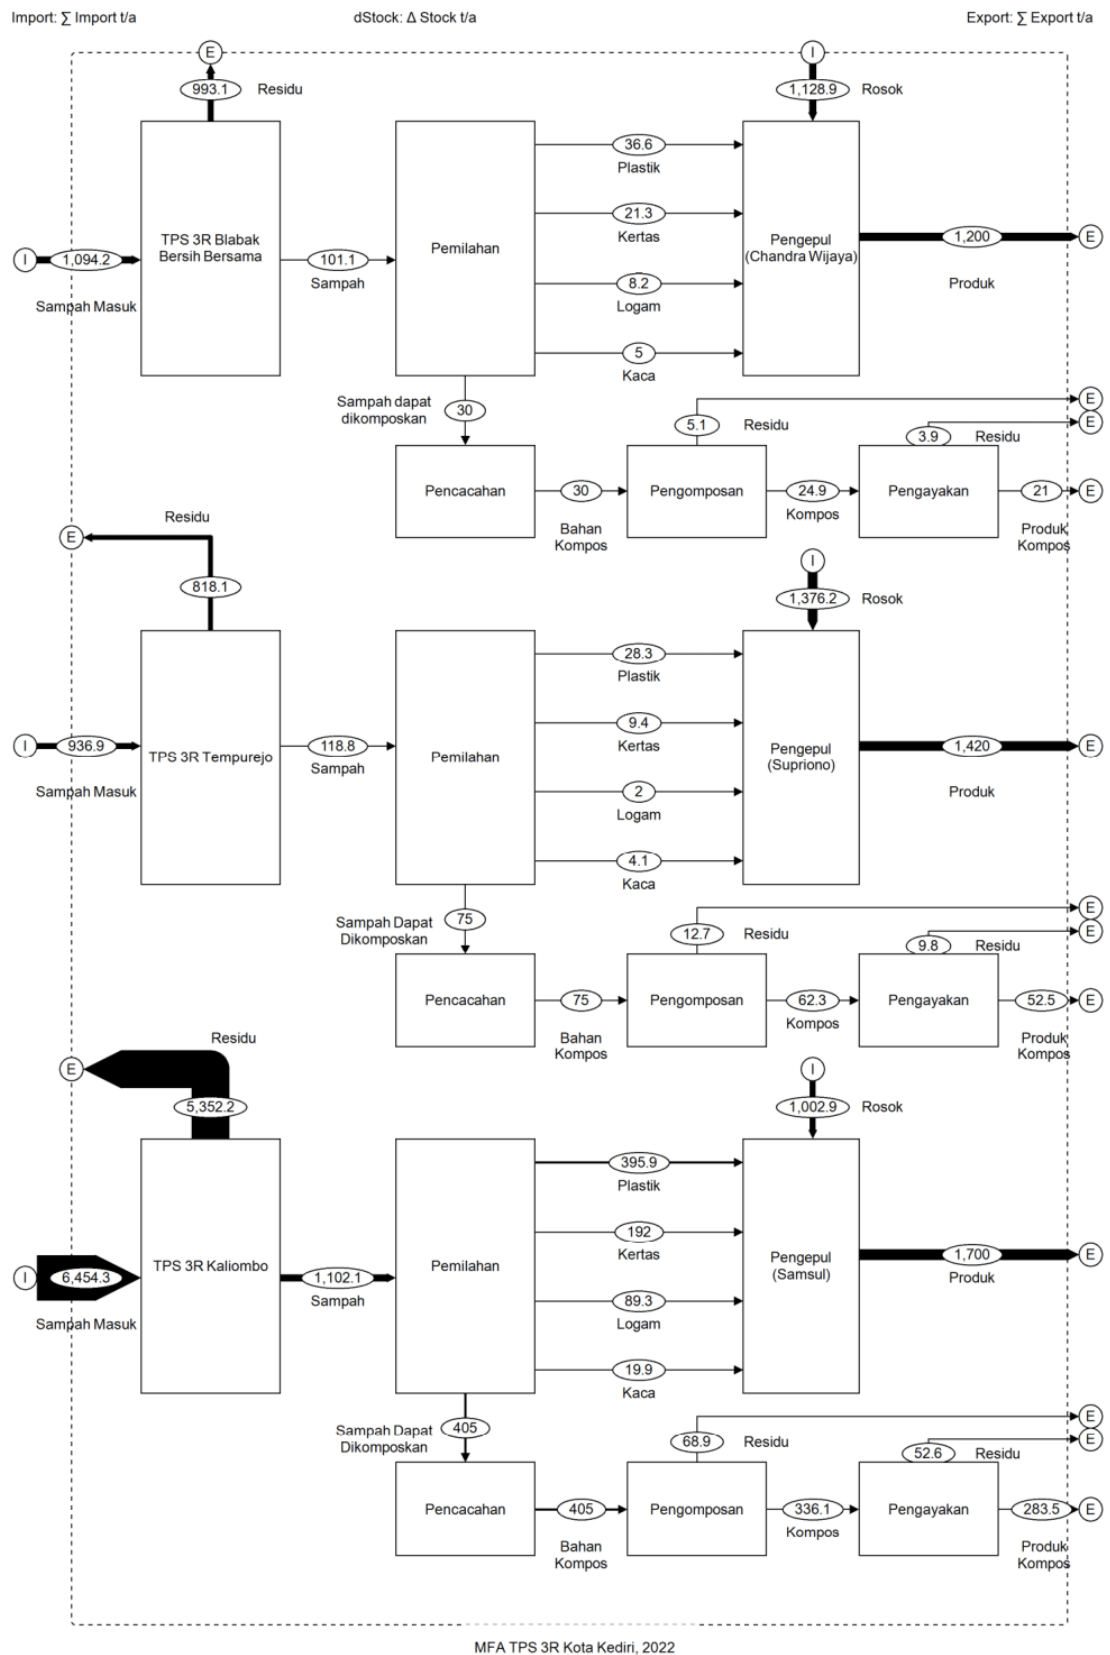 Import: ∑ Import t/a
dStock: Δ Stock t/a
Export: ∑ Export t/a
E
I
993.1
Residu
1,128.9
Rosok
36.6
Plastik
21.3
Kertas
TPS 3R Blabak
Bersih Bersama
Pemilahan
Pengepul
(Chandra Wijaya)
1,200
E
I
1,094.2
101.1
Sampah
8.2
Logam
Produk
Sampah Masuk
5
Kaca
Sampah dapat
dikomposkan
30
E
5.1
Residu
E
3.9
Residu
Pencacahan
30
Pengomposan
24.9
Pengayakan
21
E
Bahan
Kompos
Kompos
Produk
Kompos
Residu
E
I
818.1
1,376.2
Rosok
28.3
Plastik
9.4
Kertas
I
936.9
TPS 3R Tempurejo
118.8
Sampah
Pemilahan
Pengepul
(Supriono)
1,420
E
Sampah Masuk
2
Logam
Produk
4.1
Kaca
Sampah Dapat
Dikomposkan
75
E
12.7
Residu
E
9.8
Residu
Pencacahan
75
Pengomposan
62.3
Pengayakan
52.5
E
Bahan
Kompos
Kompos
Produk
Kompos
Residu
E
I
5,352.2
1,002.9
Rosok
395.9
Plastik
192
Kertas
I
6,454.3
TPS 3R Kaliombo
1,102.1
Sampah
Pemilahan
Pengepul
(Samsul)
1,700
E
Produk
Sampah Masuk
89.3
Logam
19.9
Kaca
Sampah Dapat
Dikomposkan
405
E
68.9
Residu
E
52.6
Residu
Pencacahan
405
Pengomposan
336.1
Pengayakan
283.5
E
Bahan
Kompos
Kompos
Produk
Kompos
MFA TPS 3R Kota Kediri, 2022